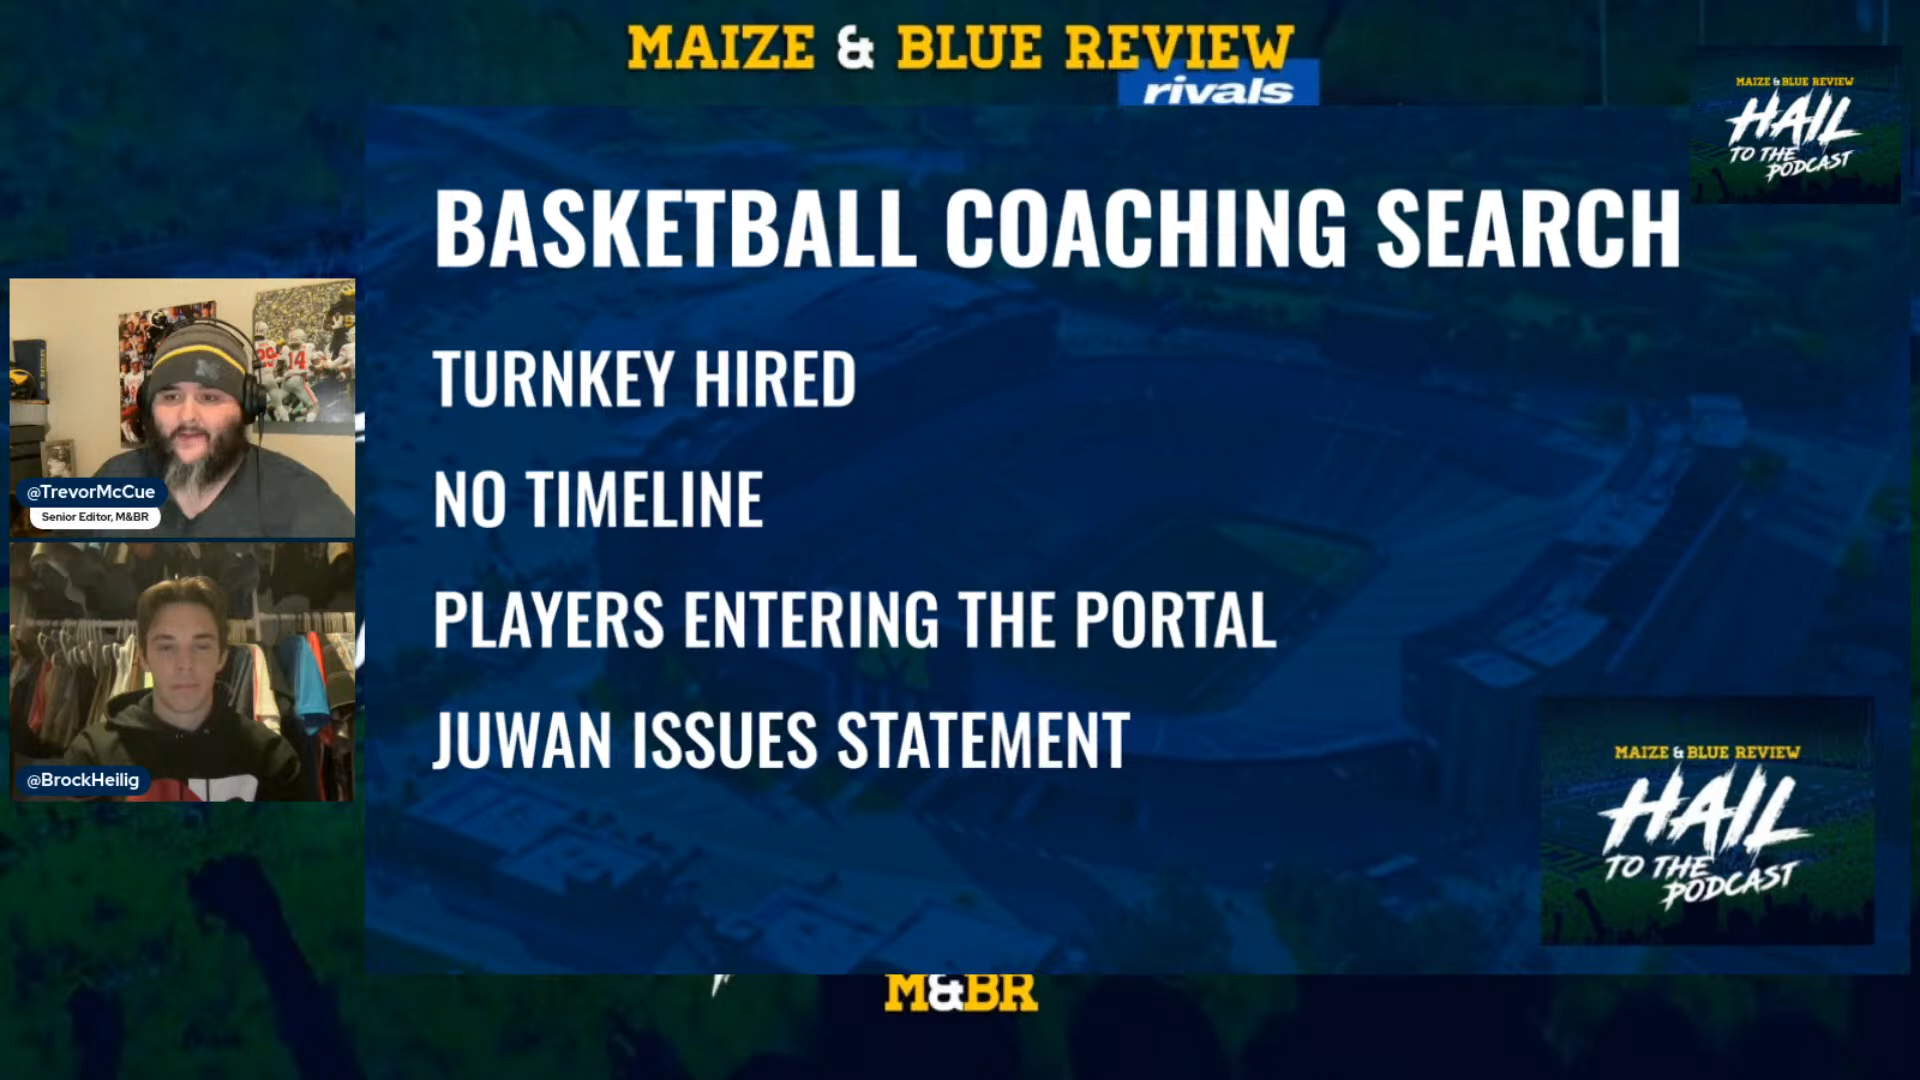 MAIZE & BLUE REVIEW
rivals
MAIZE & BLUE REVIEW
HAIL
TO THE
PODCAST
BASKETBALL COACHING SEARCH
TURNKEY HIRED
NO TIMELINE
PLAYERS ENTERING THE PORTAL
JUWAN ISSUES STATEMENT
14
@TrevorMcCue
Senior Editor, M&BR
@BrockHeilig
MAIZE & BLUE REVIEW
HAIL
TO THE
PODCAST
M&BR